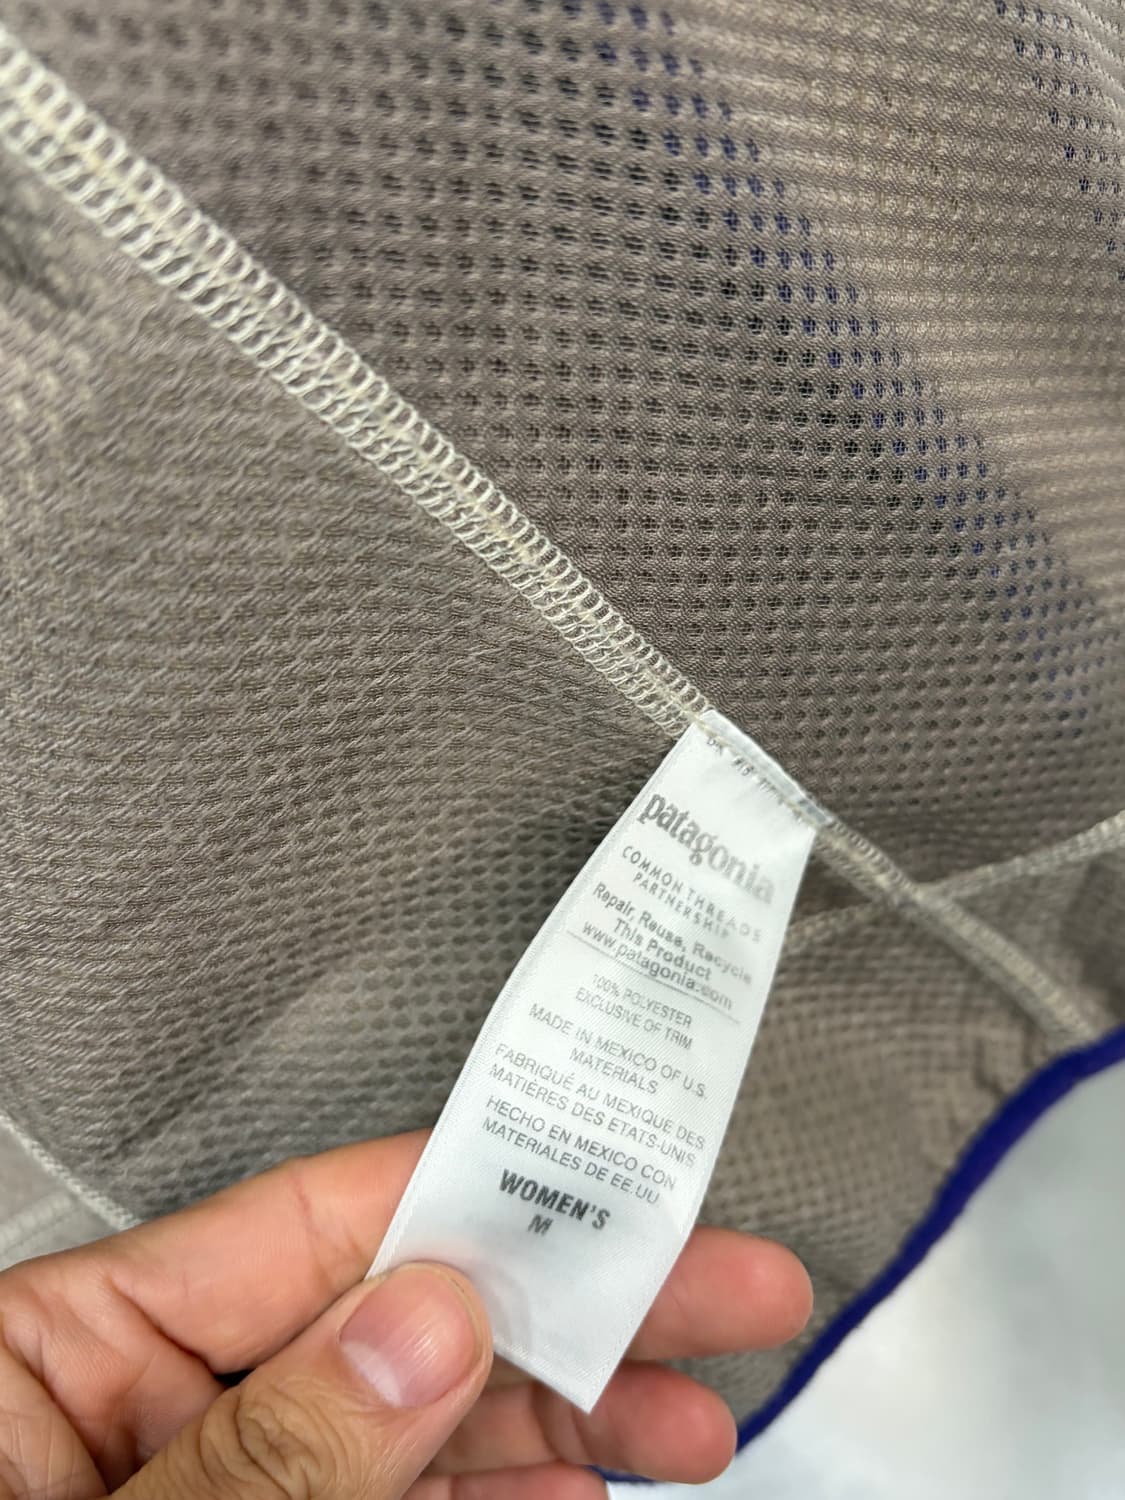 patagonia
COMMON THREADS
PARTNERSHIP
Repair, Reuse, Recycle
This Product
www.patagonia.com
100% POLYESTER
EXCLUSIVE OF TRIM
MADE IN MEXICO OF U.S.
MATERIALS
FABRIQUÉ AU MEXIQUE DES
MATIÈRES DES ETATS-UNIS
HECHO EN MEXICO CON
MATERIALES DE EE.UU.
WOMEN'S
M